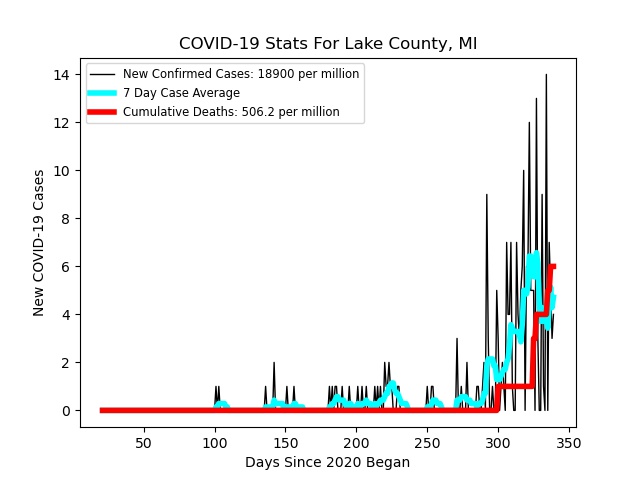 COVID-19 Stats For Lake County, MI
New Confirmed Cases: 18900 per million
7 Day Case Average
Cumulative Deaths: 506.2 per million
New COVID-19 Cases
14
12
10
8
6
4
2
0
50
100
150
200
250
300
350
Days Since 2020 Began